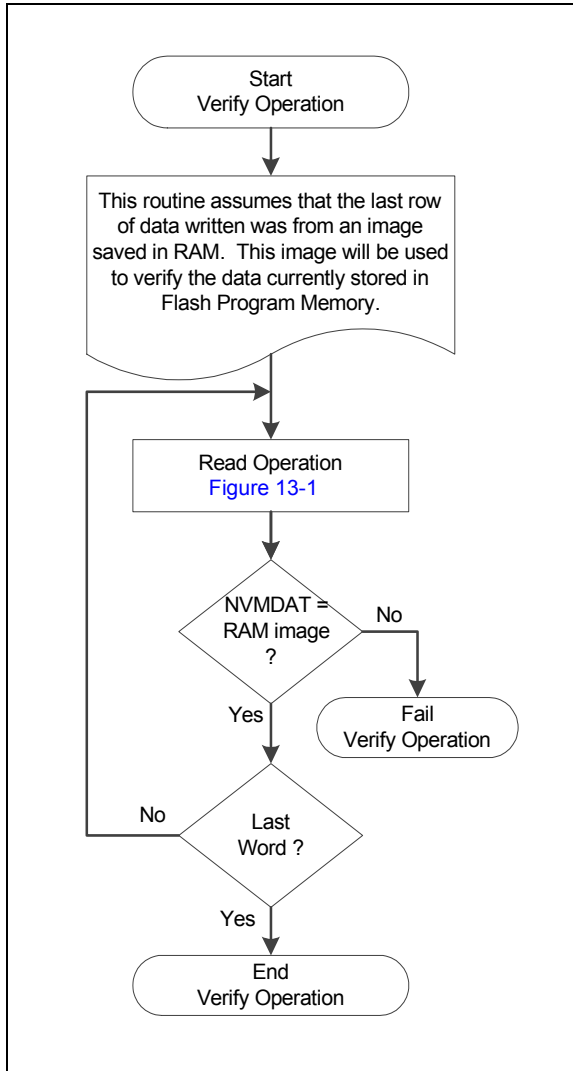 Start
Verify Operation
This routine assumes that the last row
of data written was from an image
saved in RAM.  This image will be used
to verify the data currently stored in
Flash Program Memory.
Read Operation
Figure 13-1
NVMDAT =
RAM image
?
No
Yes
Fail
Verify Operation
No
Last
Word ?
Yes
End
Verify Operation